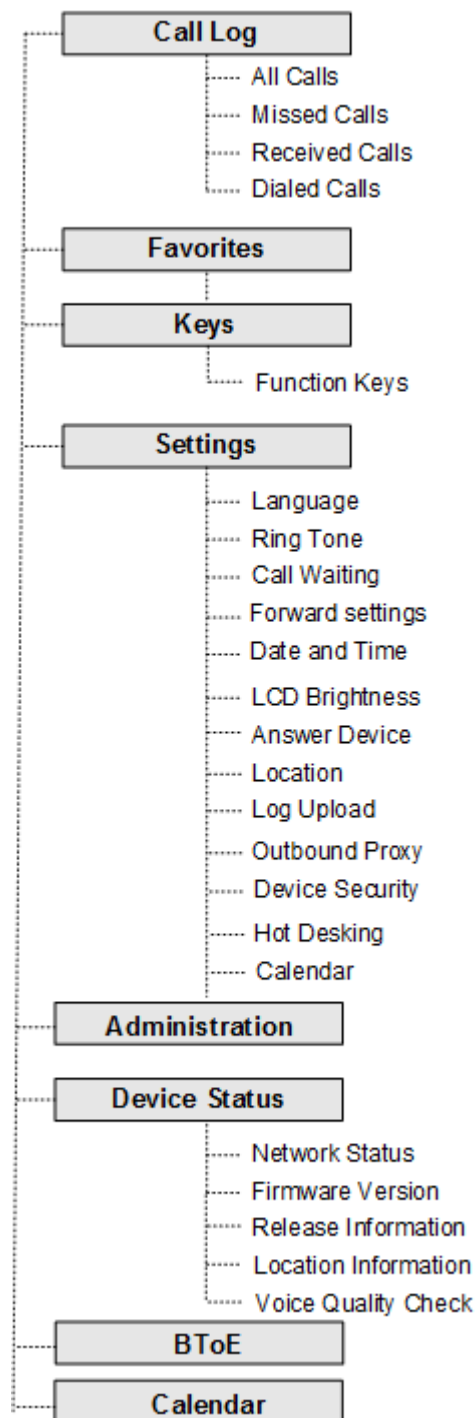 Call Log
All Calls
Missed Calls
Received Calls
Dialed Calls
Favorites
Keys
Function Keys
Settings
Language
Ring Tone
Call Waiting
Forward settings
Date and Time
LCD Brightness
Answer Device
Location
Log Upload
Outbound Proxy
Device Security
Hot Desking
Calendar
Administration
Device Status
Network Status
Firmware Version
Release Information
Location Information
Voice Quality Check
BToE
Calendar